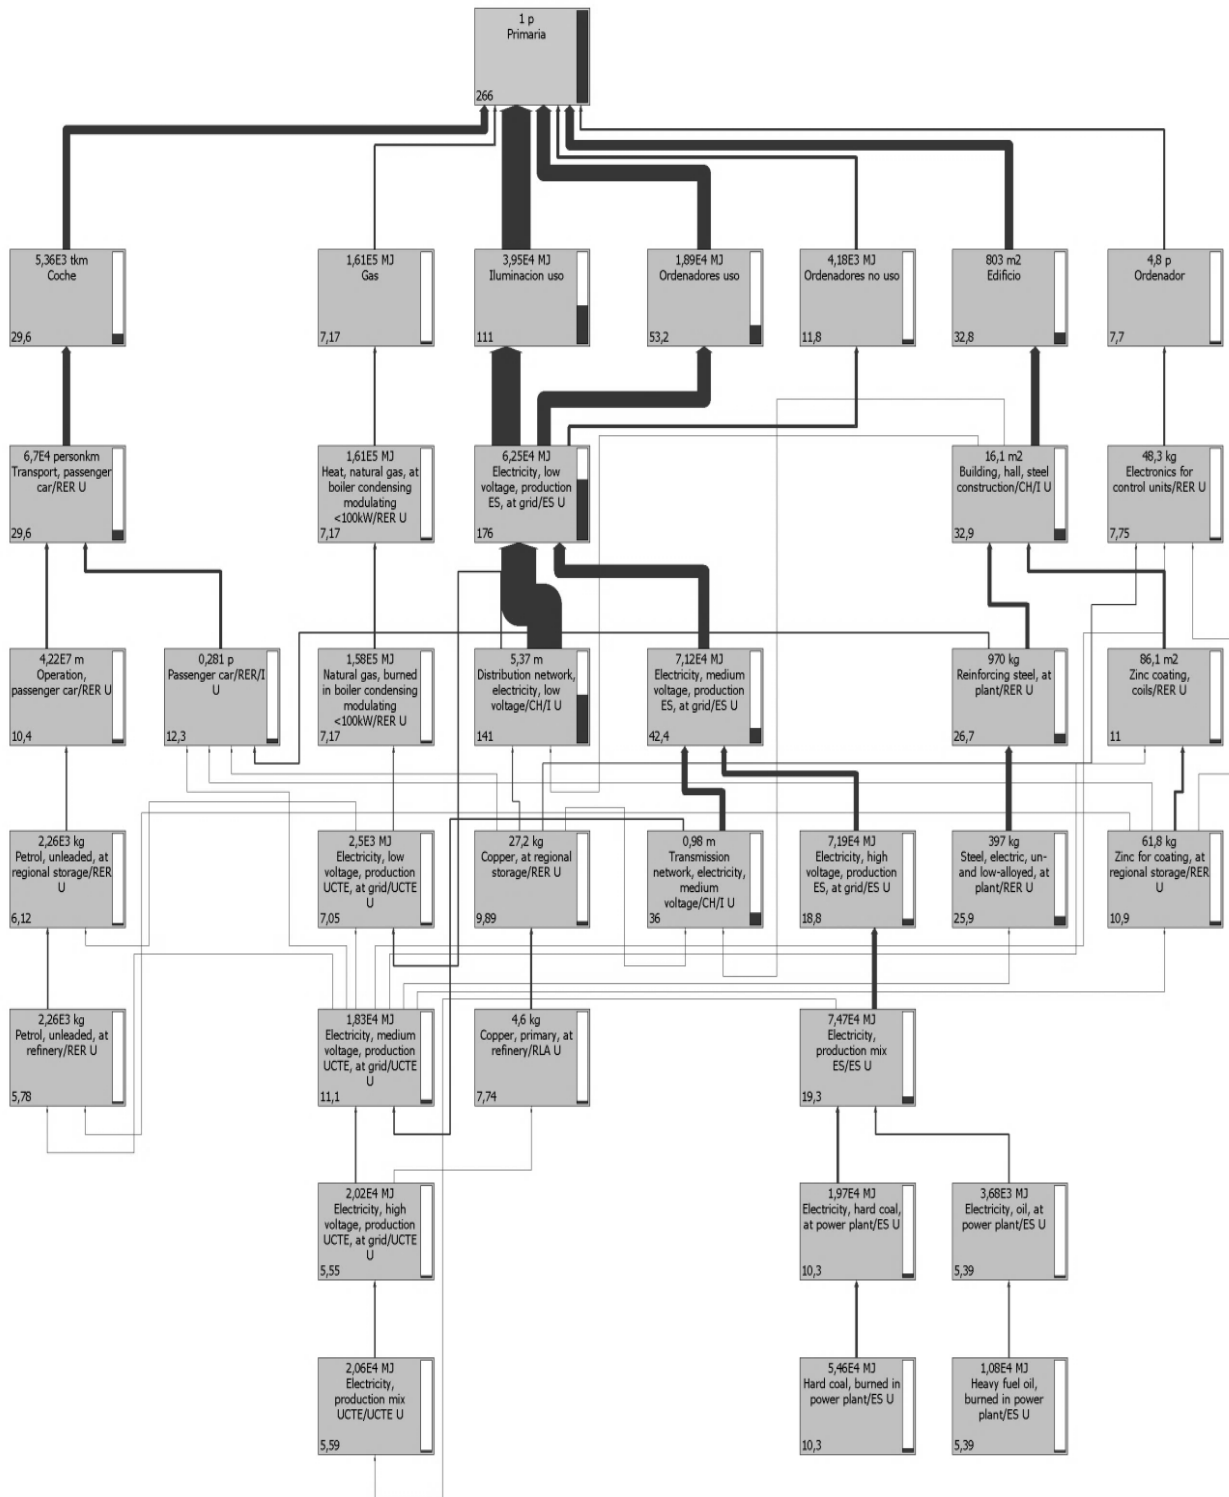 1 p
Primaria
266
5,36E3 tkm
Coche
29,6
1,61E5 MJ
Gas
7,17
3,95E4 MJ
Iluminacion uso
111
1,89E4 MJ
Ordenadores uso
53,2
4,18E3 MJ
Ordenadores no uso
11,8
803 m2
Edificio
32,8
4,8 p
Ordenador
7,7
6,7E4 personkm
Transport, passenger
car/RER U
29,6
1,61E5 MJ
Heat, natural gas, at
boiler condensing
modulating
<100kW/RER U
7,17
6,25E4 MJ
Electricity, low
voltage, production
ES, at grid/ES U
176
16,1 m2
Building, hall, steel
construction/CH/I U
32,9
48,3 kg
Electronics for
control units/RER U
7,75
4,22E7 m
Operation,
passenger car/RER U
10,4
0,281 p
Passenger car/RER/I
U
12,3
1,58E5 MJ
Natural gas, burned
in boiler condensing
modulating
<100kW/RER U
7,17
5,37 m
Distribution network,
electricity, low
voltage/CH/I U
141
7,12E4 MJ
Electricity, medium
voltage, production
ES, at grid/ES U
42,4
970 kg
Reinforcing steel, at
plant/RER U
26,7
86,1 m2
Zinc coating,
coils/RER U
11
2,26E3 kg
Petrol, unleaded, at
regional storage/RER
U
6,12
2,5E3 MJ
Electricity, low
voltage, production
UCTE, at grid/UCTE
U
7,05
27,2 kg
Copper, at regional
storage/RER U
9,89
0,98 m
Transmission
network, electricity,
medium
voltage/CH/I U
36
7,19E4 MJ
Electricity, high
voltage, production
ES, at grid/ES U
18,8
397 kg
Steel, electric, un-
and low-alloyed, at
plant/RER U
25,9
61,8 kg
Zinc for coating, at
regional storage/RER
U
10,9
2,26E3 kg
Petrol, unleaded, at
refinery/RER U
5,78
1,83E4 MJ
Electricity, medium
voltage, production
UCTE, at grid/UCTE
U
11,1
4,6 kg
Copper, primary, at
refinery/RLA U
7,74
7,47E4 MJ
Electricity,
production mix
ES/ES U
19,3
2,02E4 MJ
Electricity, high
voltage, production
UCTE, at grid/UCTE
U
5,55
1,97E4 MJ
Electricity, hard coal,
at power plant/ES U
10,3
3,68E3 MJ
Electricity, oil, at
power plant/ES U
5,39
2,06E4 MJ
Electricity,
production mix
UCTE/UCTE U
5,59
5,46E4 MJ
Hard coal, burned in
power plant/ES U
10,3
1,08E4 MJ
Heavy fuel oil,
burned in power
plant/ES U
5,39